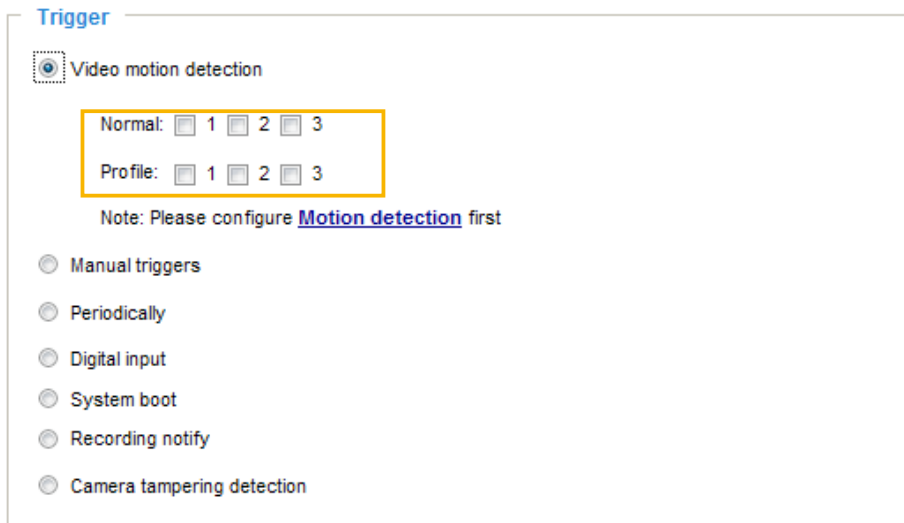 Trigger
Video motion detection
Normal: 1 2 3
Profile: 1 2 3
Note: Please configure Motion detection first
Manual triggers
Periodically
Digital input
System boot
Recording notify
Camera tampering detection